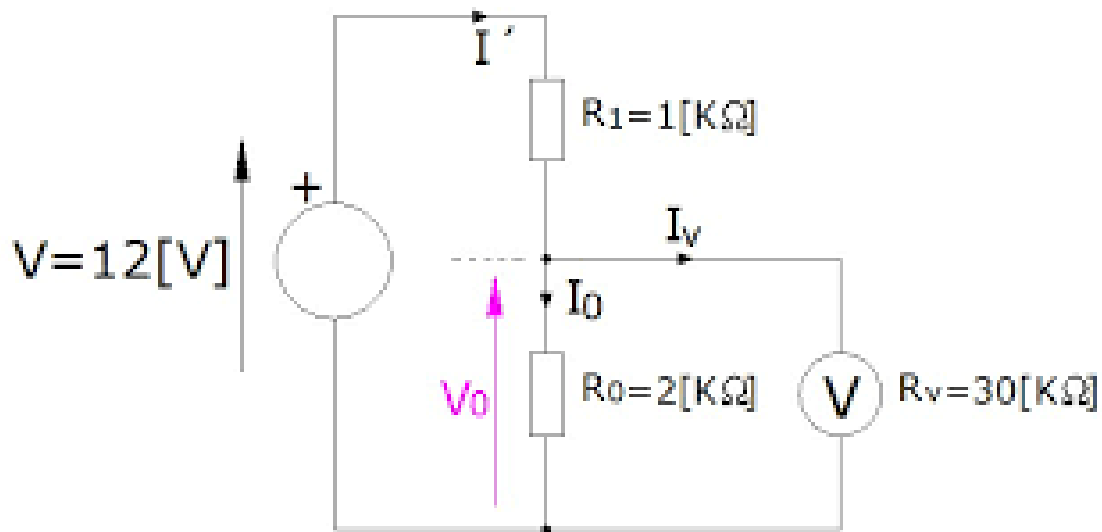 I´
R1=1[KΩ]
+
V=12[V]
Iv
I0
V0
R0=2[KΩ]
V
Rv=30[KΩ]